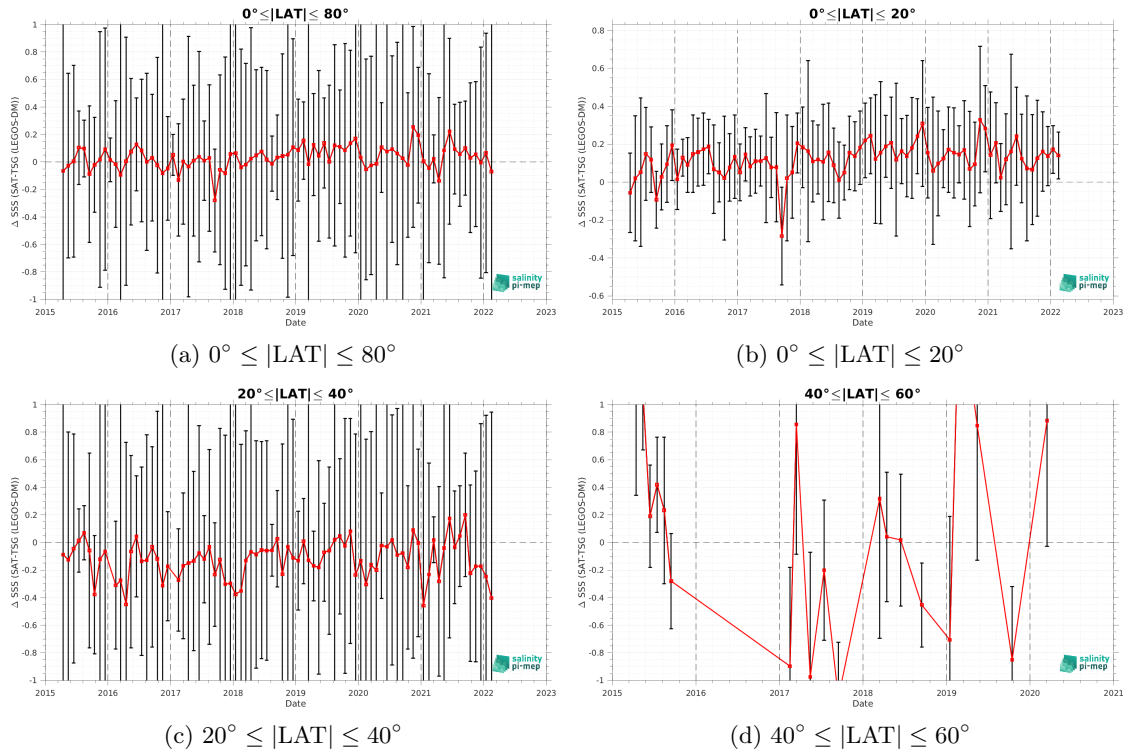 0°≤|LAT|≤ 80°
1
0.8
0.6
0.4
0.2
0
-0.2
-0.4
-0.6
-0.8
-1
Δ SSS (SAT-TSG (LEGOS-DM))
2015 2016 2017 2018 2019 2020 2021 2022 2023
Date
salinity
pi-mep
(a) 0° ≤ |LAT| ≤ 80°
0°≤|LAT|≤ 20°
0.8
0.6
0.4
0.2
0
-0.2
-0.4
-0.6
Δ SSS (SAT-TSG (LEGOS-DM))
2015 2016 2017 2018 2019 2020 2021 2022 2023
Date
salinity
pi-mep
(b) 0° ≤ |LAT| ≤ 20°
20°≤|LAT|≤ 40°
1
0.8
0.6
0.4
0.2
0
-0.2
-0.4
-0.6
-0.8
-1
Δ SSS (SAT-TSG (LEGOS-DM))
2015 2016 2017 2018 2019 2020 2021 2022 2023
Date
salinity
pi-mep
(c) 20° ≤ |LAT| ≤ 40°
40°≤|LAT|≤ 60°
1
0.8
0.6
0.4
0.2
0
-0.2
-0.4
-0.6
-0.8
-1
Δ SSS (SAT-TSG (LEGOS-DM))
2015 2016 2017 2018 2019 2020 2021
Date
salinity
pi-mep
(d) 40° ≤ |LAT| ≤ 60°